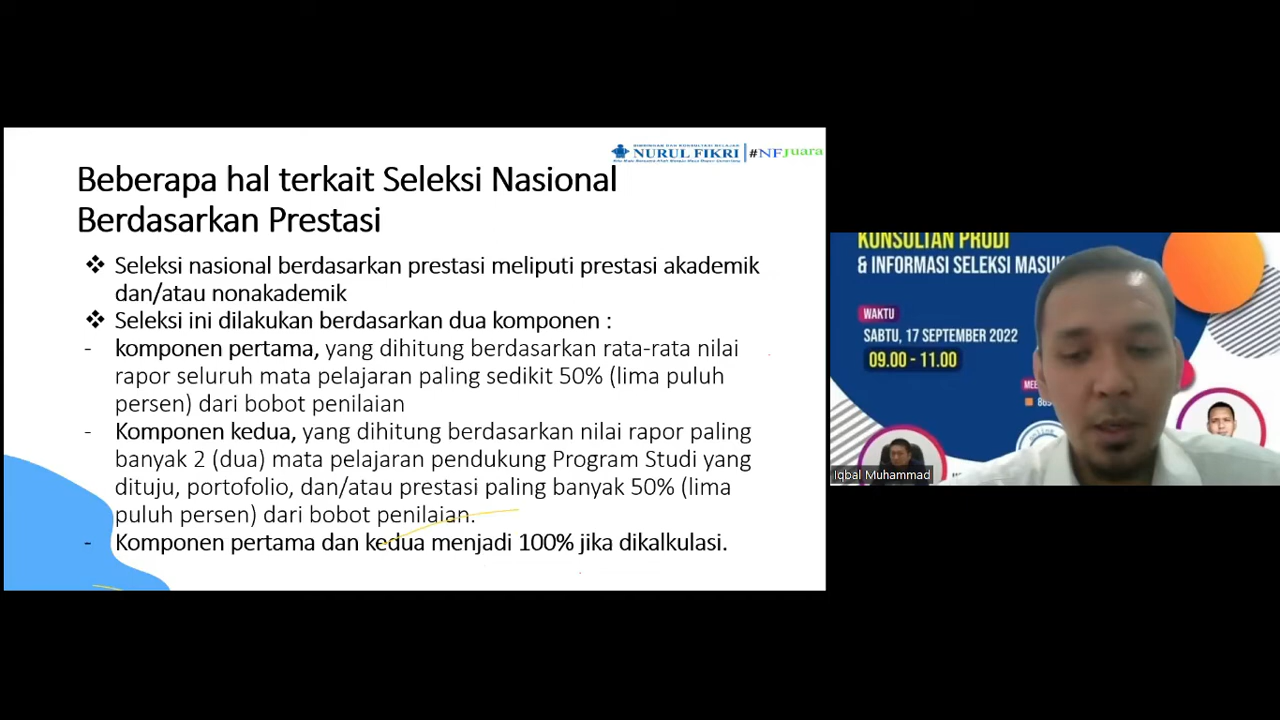 NURUL FIKRI
#NFJuara
Beberapa hal terkait Seleksi Nasional
Berdasarkan Prestasi
❖ Seleksi nasional berdasarkan prestasi meliputi prestasi akademik
dan/atau nonakademik
❖ Seleksi ini dilakukan berdasarkan dua komponen :
- komponen pertama, yang dihitung berdasarkan rata-rata nilai
rapor seluruh mata pelajaran paling sedikit 50% (lima puluh
persen) dari bobot penilaian
- Komponen kedua, yang dihitung berdasarkan nilai rapor paling
banyak 2 (dua) mata pelajaran pendukung Program Studi yang
dituju, portofolio, dan/atau prestasi paling banyak 50% (lima
puluh persen) dari bobot penilaian.
- Komponen pertama dan kedua menjadi 100% jika dikalkulasi.
KONSULTAN PRODI
& INFORMASI SELEKSI MASUK
WAKTU
SABTU, 17 SEPTEMBER 2022
09.00 - 11.00
Iqbal Muhammad